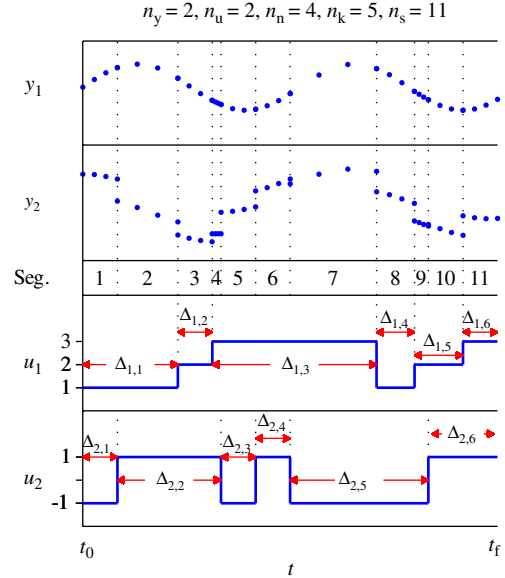 n_y = 2, n_u = 2, n_n = 4, n_k = 5, n_s = 11
y_1
y_2
Seg. 1 2 3 4 5 6 7 8 9 10 11
Δ_{1,2} Δ_{1,4} Δ_{1,6}
3
Δ_{1,5}
u_1 2 Δ_{1,1} Δ_{1,3}
1
Δ_{2,4}
Δ_{2,1} Δ_{2,3} Δ_{2,6}
1
u_2 Δ_{2,2} Δ_{2,5}
-1
t_0 t t_f